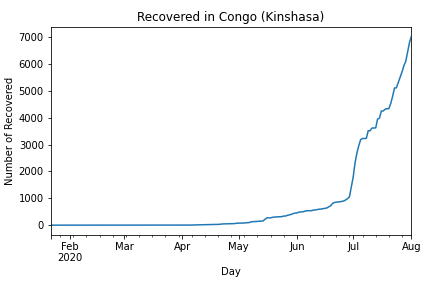 Recovered in Congo (Kinshasa)
Number of Recovered
7000
6000
5000
4000
3000
2000
1000
0
Feb Mar Apr May Jun Jul Aug
2020
Day